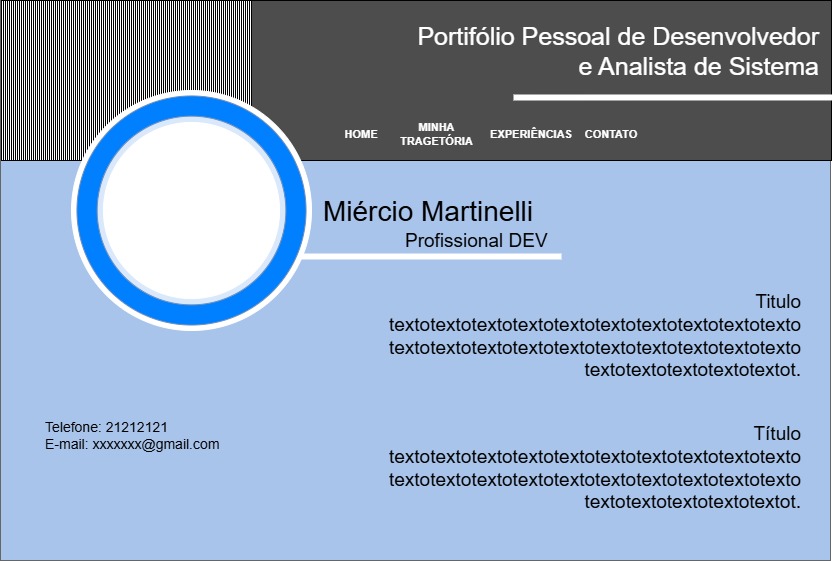 Portifólio Pessoal de Desenvolvedor
e Analista de Sistema
HOME
MINHA
TRAGETÓRIA
EXPERIÊNCIAS
CONTATO
Miércio Martinelli
Profissional DEV
Titulo
textotextotextotextotextotextotextotextotextotexto
textotextotextotextotextotextotextotextotextotexto
textotextotextotextotextot.
Telefone: 21212121
E-mail: xxxxxxx@gmail.com
Título
textotextotextotextotextotextotextotextotextotexto
textotextotextotextotextotextotextotextotextotexto
textotextotextotextotextot.